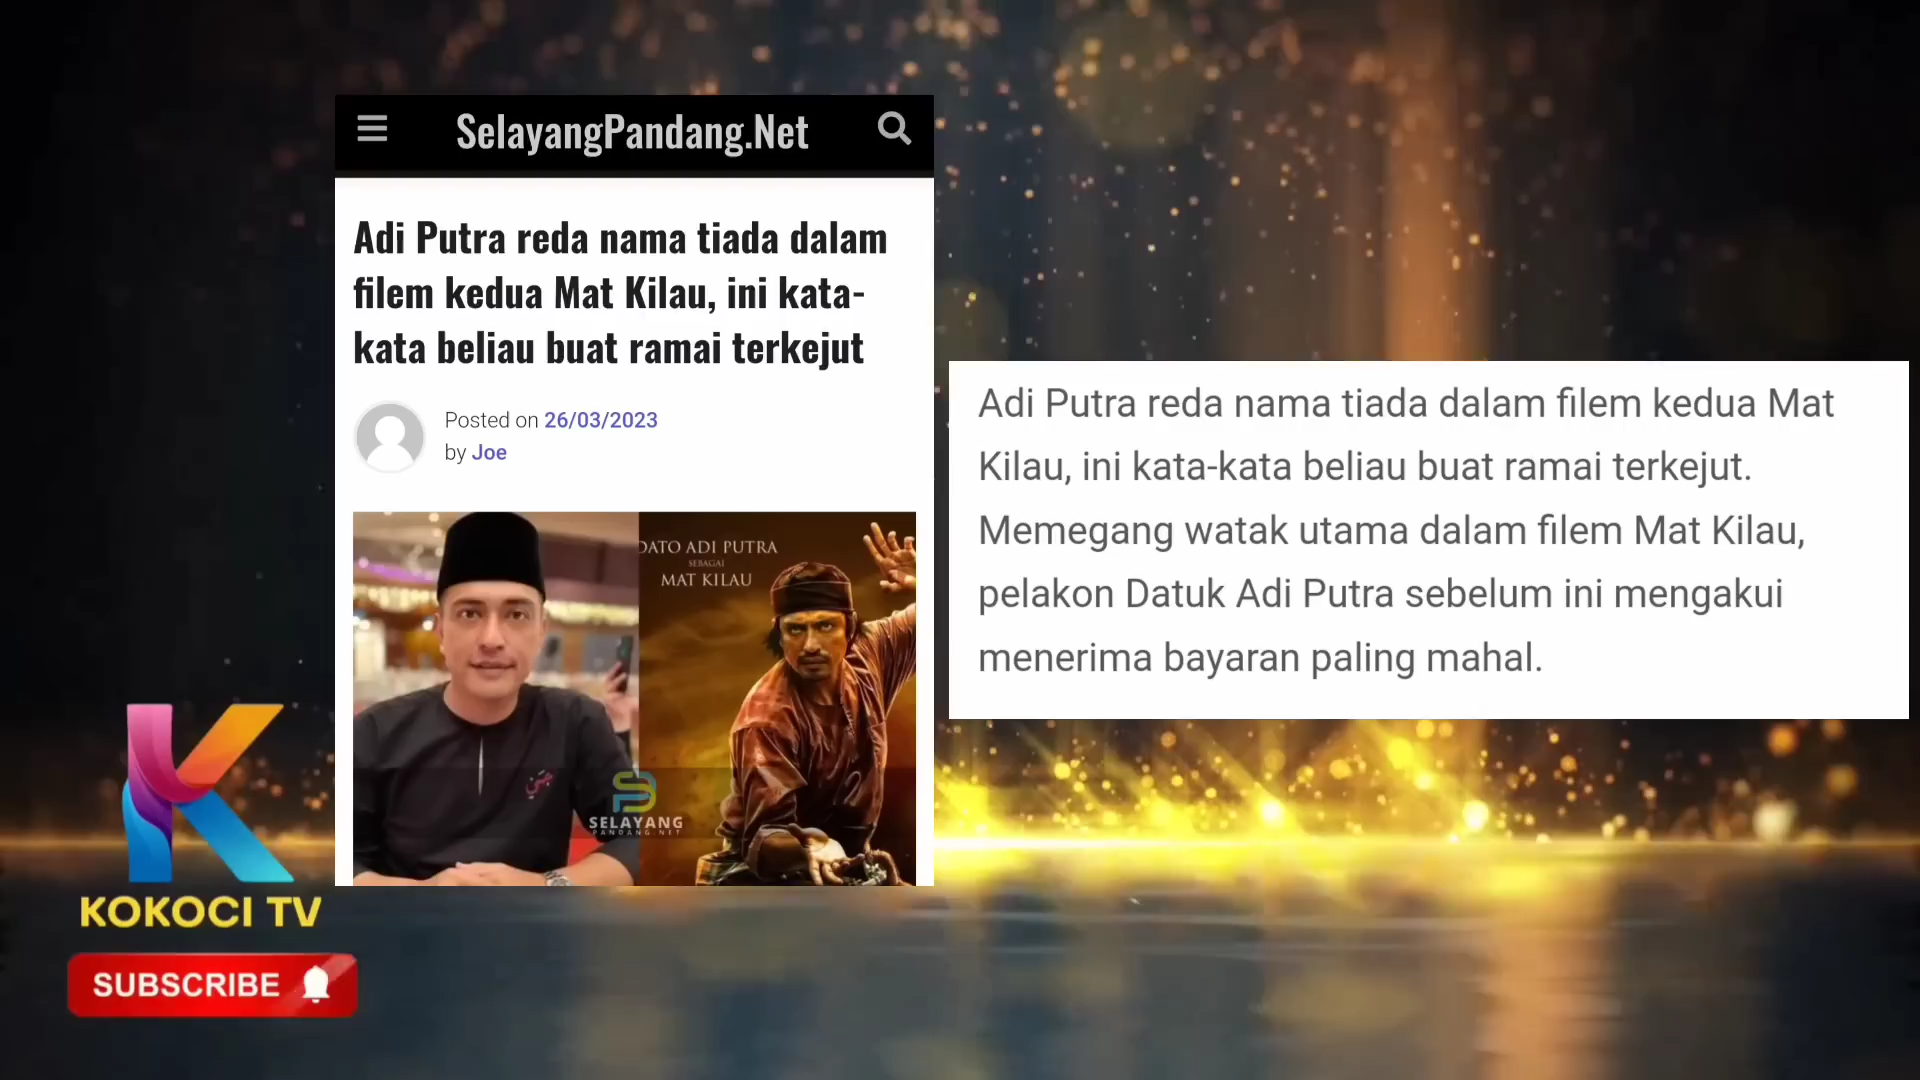 SelayangPandang.Net
Adi Putra reda nama tiada dalam
filem kedua Mat Kilau, ini kata-
kata beliau buat ramai terkejut
Posted on 26/03/2023
by Joe
DATO ADI PUTRA
SEBAGAI
MAT KILAU
SELAYANG
PANDANG.NET
Adi Putra reda nama tiada dalam filem kedua Mat
Kilau, ini kata-kata beliau buat ramai terkejut.
Memegang watak utama dalam filem Mat Kilau,
pelakon Datuk Adi Putra sebelum ini mengakui
menerima bayaran paling mahal.
KOKOCI TV
SUBSCRIBE